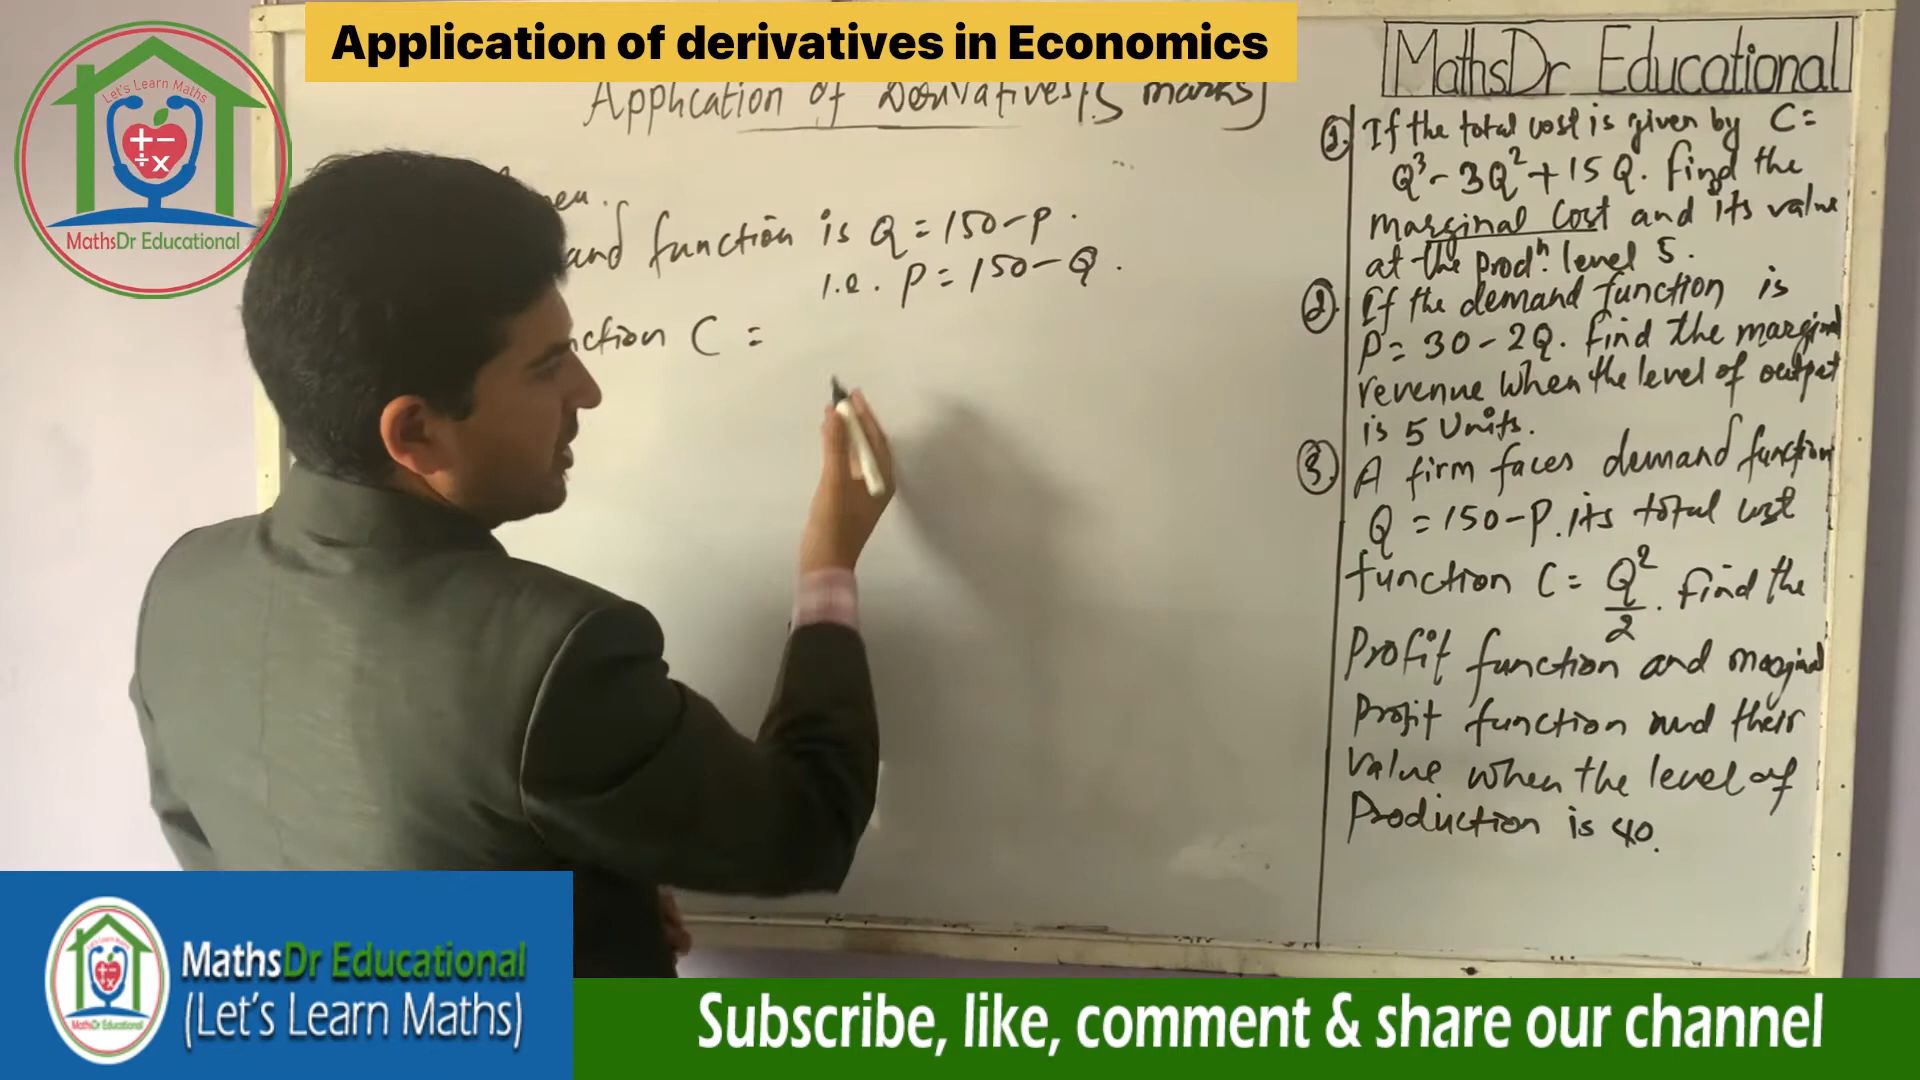 Application of derivatives in Economics
Application of Derivatives (5 marks)
function is Q = 150-P.
i.e. P = 150-Q.
C =
MathsDr Educational
1. If the total cost is given by C=
Q³- 3Q²+15Q. Find the
marginal cost and its value
at the Prodⁿ. level 5.
2. If the demand function is
P= 30-2Q. Find the marginal
revenue when the level of output
is 5 Units.
3. A firm faces demand function
Q = 150-P. its total cost
function C = Q²/2. Find the
Profit function and marginal
Profit function and their
value when the level of
Production is 40.
Let's Learn Maths
MathsDr Educational
MathsDr Educational
(Let's Learn Maths)
Subscribe, like, comment & share our channel